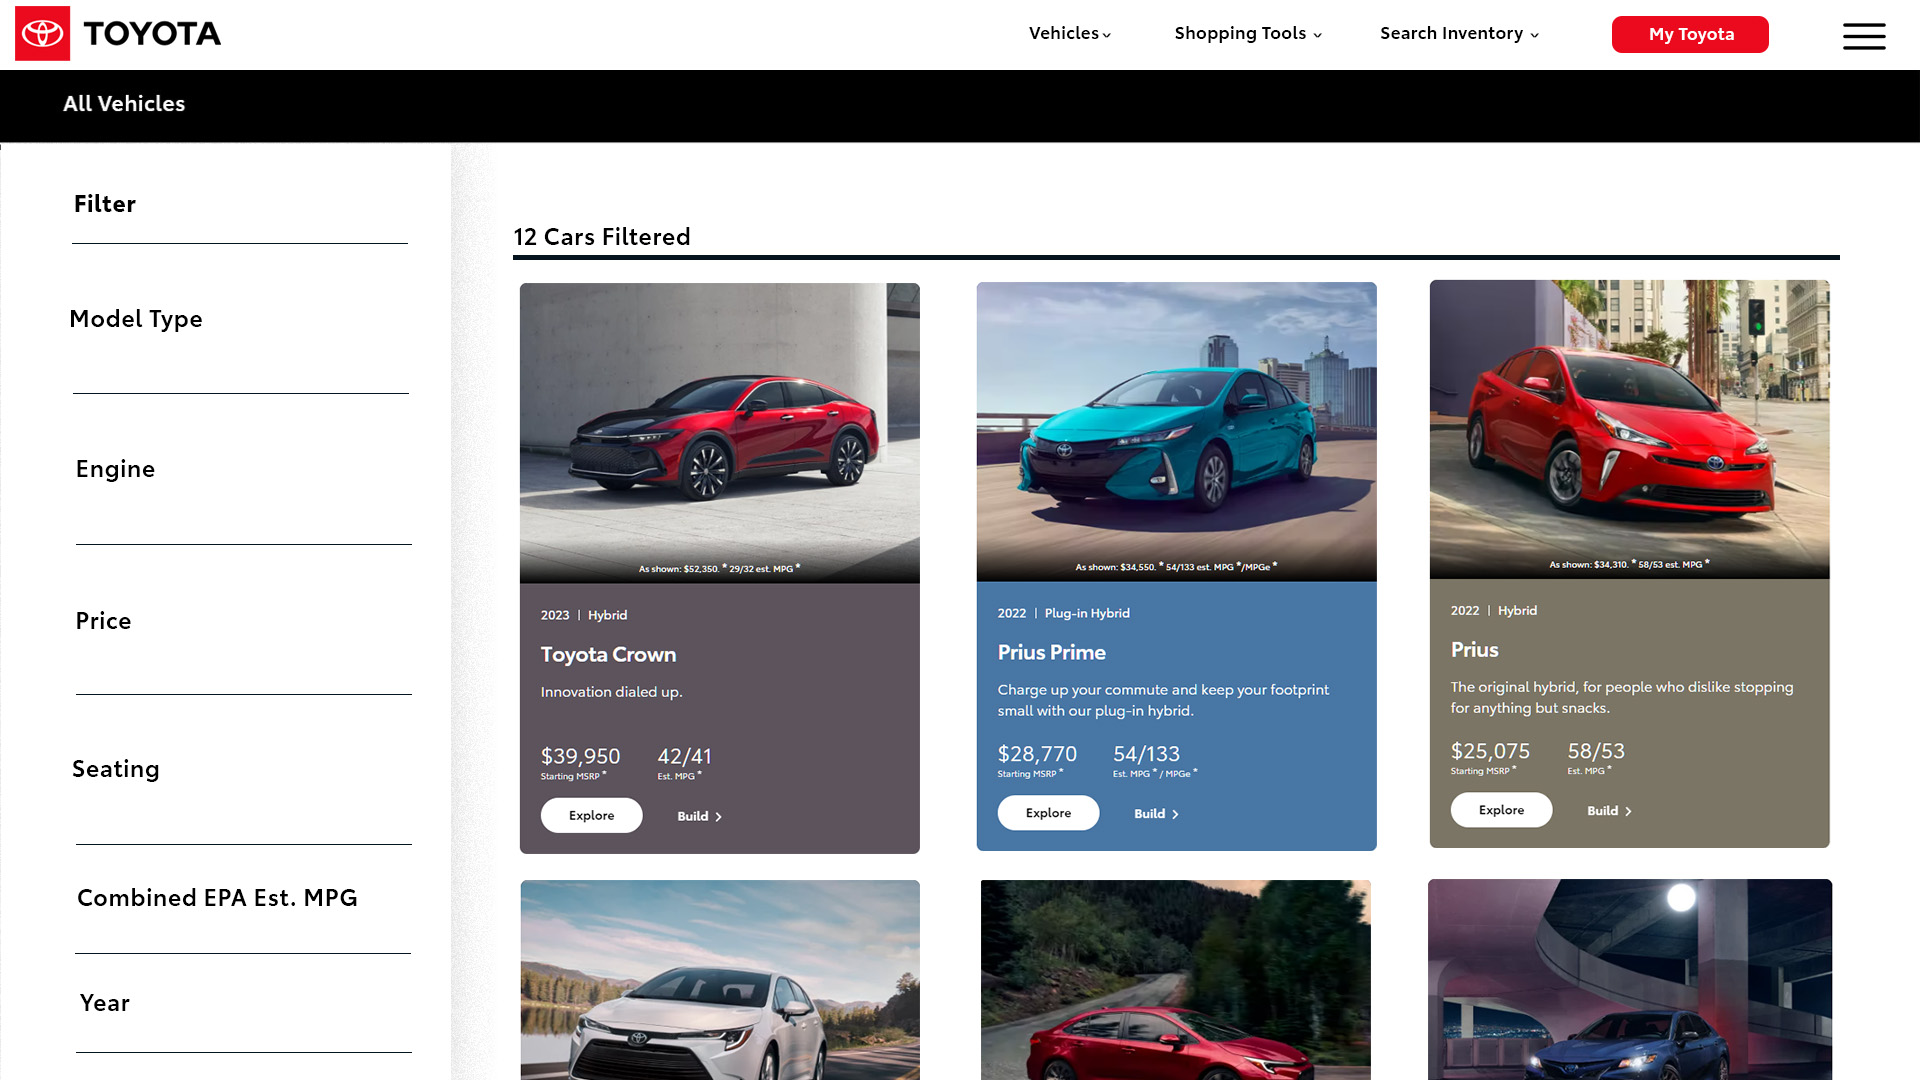 TOYOTA
Vehicles
Shopping Tools
Search Inventory
My Toyota
All Vehicles
Filter
Model Type
Engine
Price
Seating
Combined EPA Est. MPG
Year
12 Cars Filtered
As shown: $52,350. * 29/32 est. MPG *
2023 | Hybrid
Toyota Crown
Innovation dialed up.
$39,950 42/41
Starting MSRP * Est. MPG *
Explore Build >
As shown: $34,550. * 54/133 est. MPG */MPGe *
2022 | Plug-in Hybrid
Prius Prime
Charge up your commute and keep your footprint
small with our plug-in hybrid.
$28,770 54/133
Starting MSRP * Est. MPG * / MPGe *
Explore Build >
As shown: $34,310. * 58/53 est. MPG *
2022 | Hybrid
Prius
The original hybrid, for people who dislike stopping
for anything but snacks.
$25,075 58/53
Starting MSRP * Est. MPG *
Explore Build >